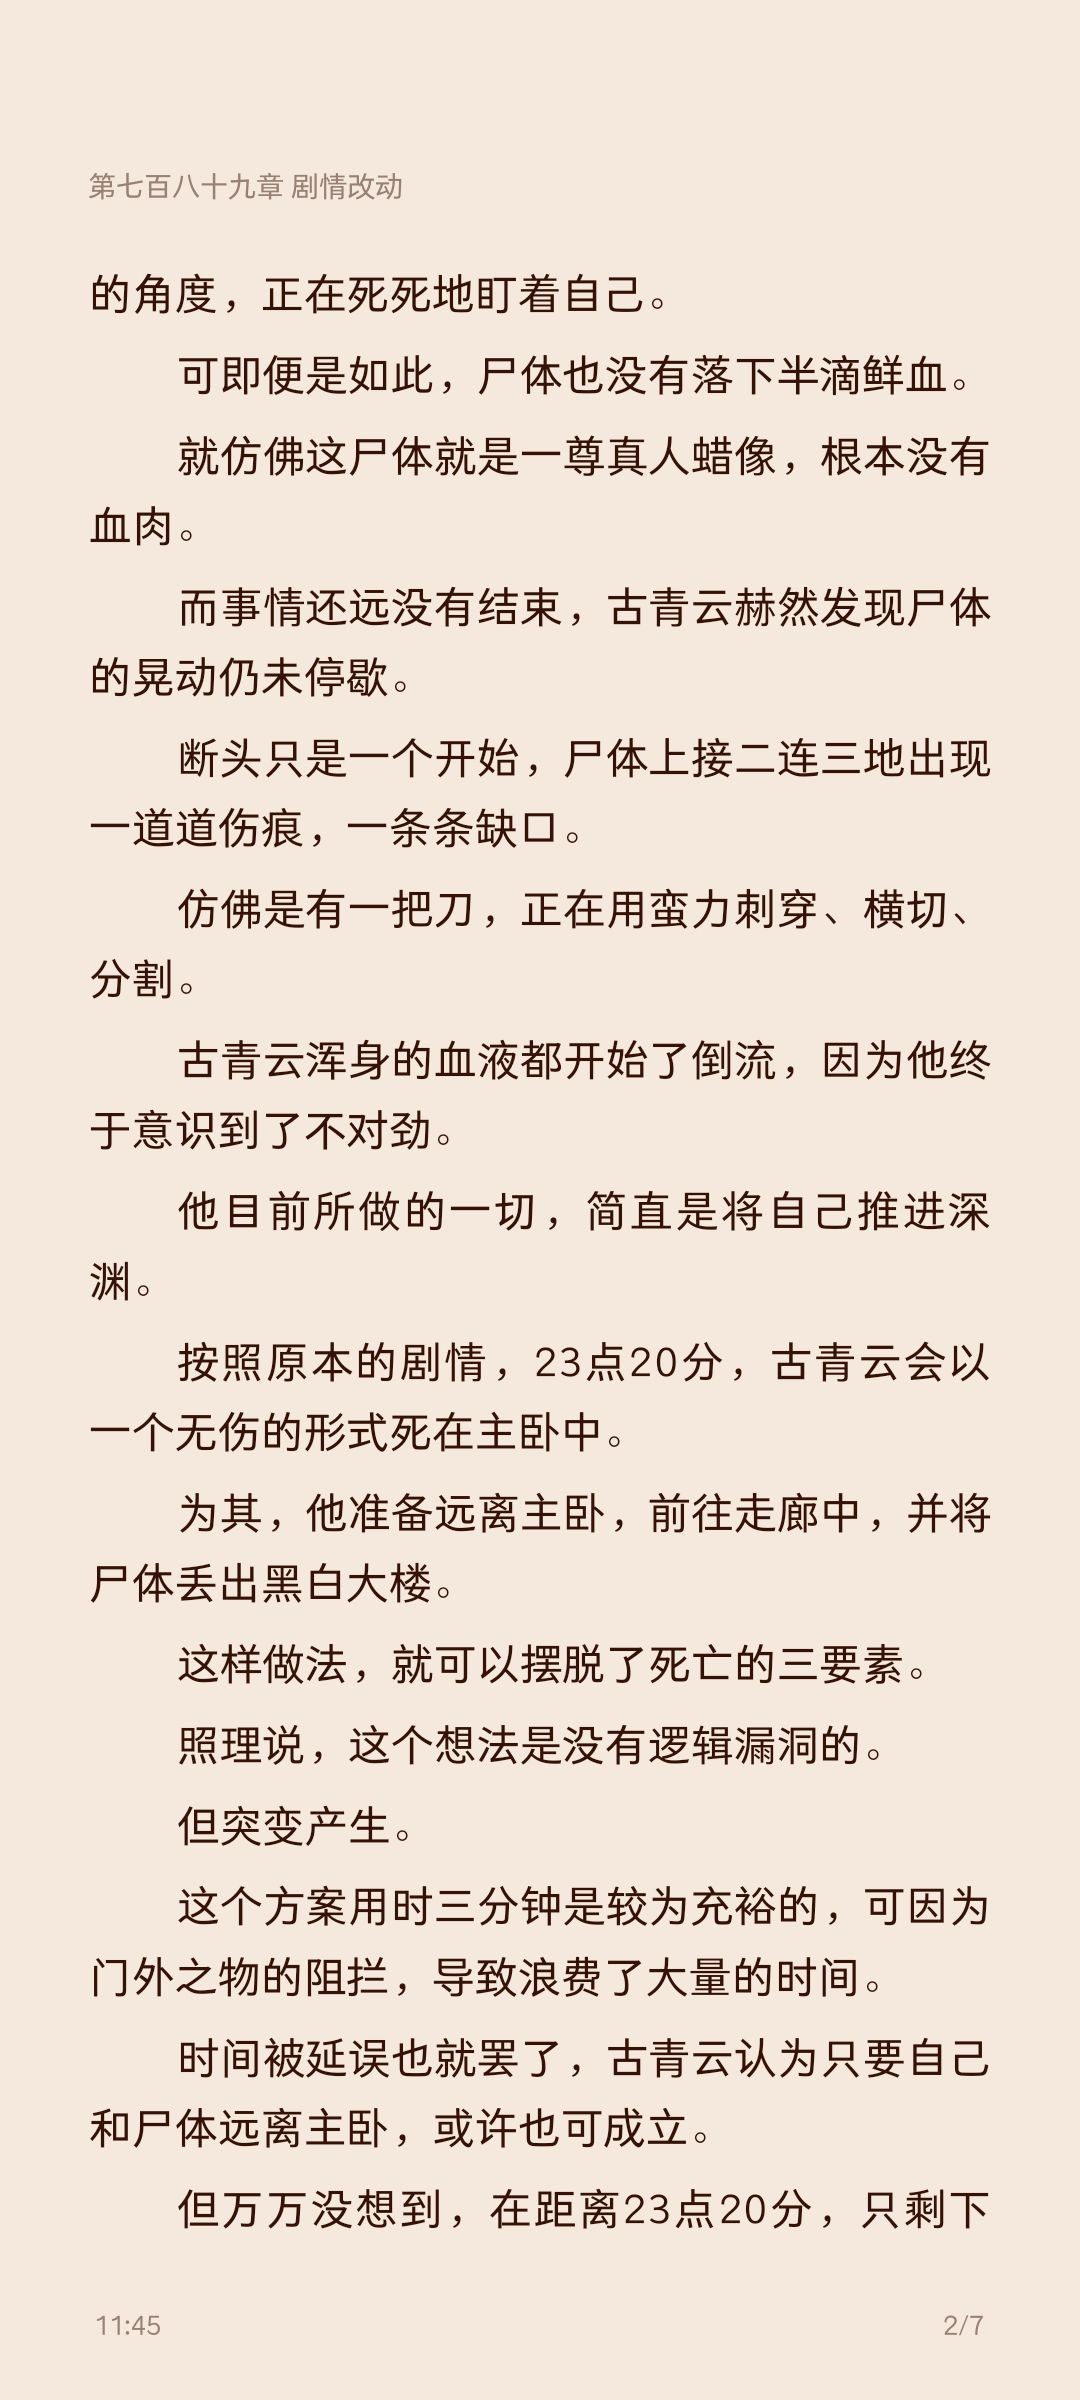 第七百八十九章 剧情改动
的角度，正在死死地盯着自己。
可即便是如此，尸体也没有落下半滴鲜血。
就仿佛这尸体就是一尊真人蜡像，根本没有
血肉。
而事情还远没有结束，古青云赫然发现尸体
的晃动仍未停歇。
断头只是一个开始，尸体上接二连三地出现
一道道伤痕，一条条缺口。
仿佛是有一把刀，正在用蛮力刺穿、横切、
分割。
古青云浑身的血液都开始了倒流，因为他终
于意识到了不对劲。
他目前所做的一切，简直是将自己推进深
渊。
按照原本的剧情，23点20分，古青云会以
一个无伤的形式死在主卧中。
为其，他准备远离主卧，前往走廊中，并将
尸体丢出黑白大楼。
这样做法，就可以摆脱了死亡的三要素。
照理说，这个想法是没有逻辑漏洞的。
但突变产生。
这个方案用时三分钟是较为充裕的，可因为
门外之物的阻拦，导致浪费了大量的时间。
时间被延误也就罢了，古青云认为只要自己
和尸体远离主卧，或许也可成立。
但万万没想到，在距离23点20分，只剩下
11:45
2/7